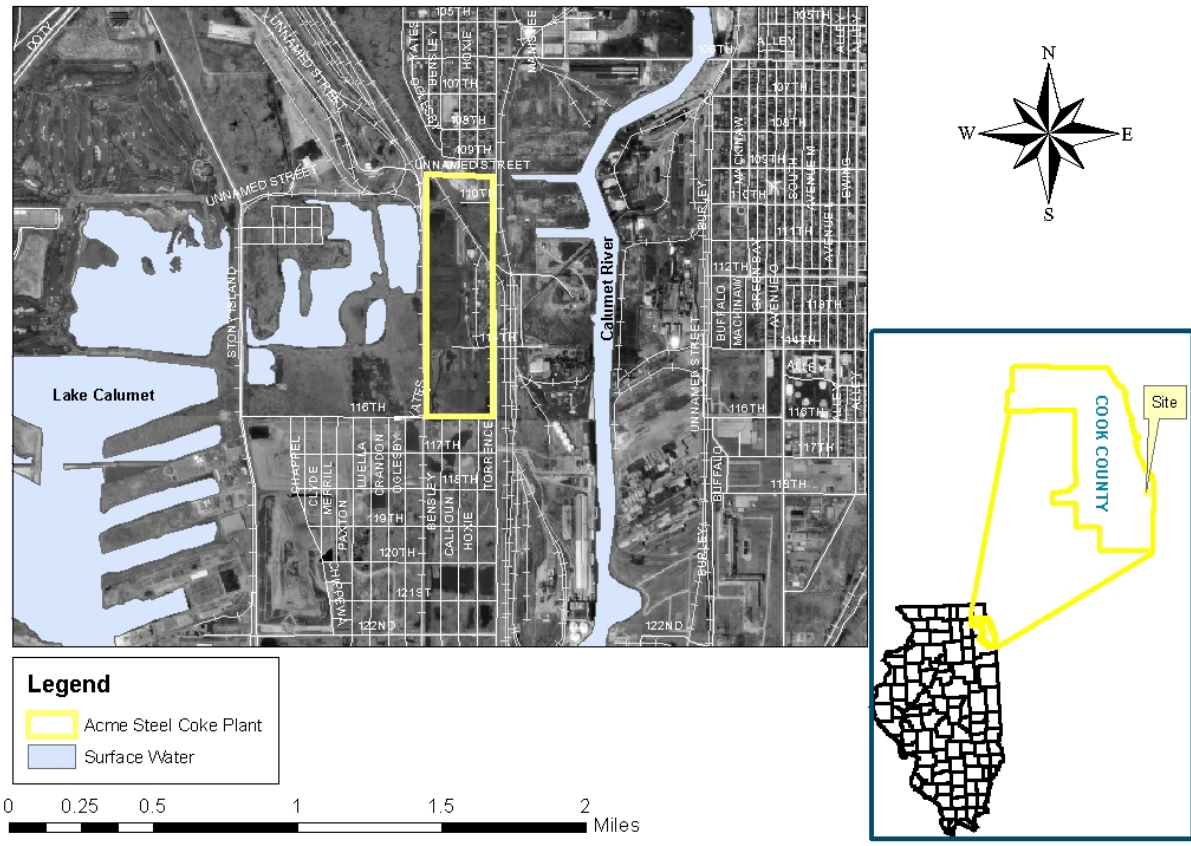 DOTY
UNNAMED STREET
105TH
YATES
BENSLEY
HOXIE
107TH
108TH
109TH
UNNAMED STREET
110TH
106TH
ALLEY
105TH
ALLEY
ALLEY
107TH
108TH
109TH
110TH
111TH
112TH
114TH
MACKINAW
SOUTH
AVENUE M
EWING
BURLEY
GREEN BAY
AVENUE O
BUFFALO
MACKINAW
UNNAMED STREET
STONY ISLAND
Lake Calumet
Calumet River
UNNAMED STREET
ALLEY
116TH
116TH
116TH
ALLEY
ALLEY
117TH
118TH
BUFFALO
BURLEY
122ND
117TH
118TH
119TH
120TH
121ST
122ND
CHAPPEL
CLYDE
MERRILL
PAXTON
LUELLA
CRANDON
OGLESBY
BENSLEY
CALHOUN
HOXIE
TORRENCE
CHIPPEWA
N
W
E
S
COOK COUNTY
Site
Legend
Acme Steel Coke Plant
Surface Water
0 0.25 0.5 1 1.5 2
Miles